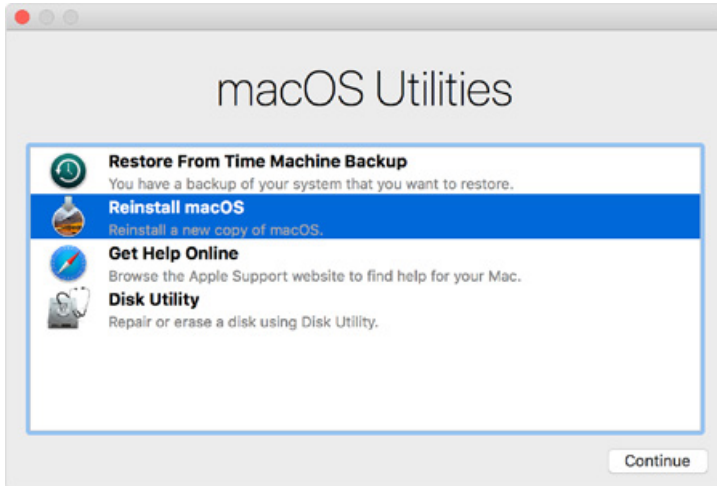 macOS Utilities
Restore From Time Machine Backup
You have a backup of your system that you want to restore.
Reinstall macOS
Reinstall a new copy of macOS.
Get Help Online
Browse the Apple Support website to find help for your Mac.
Disk Utility
Repair or erase a disk using Disk Utility.
Continue